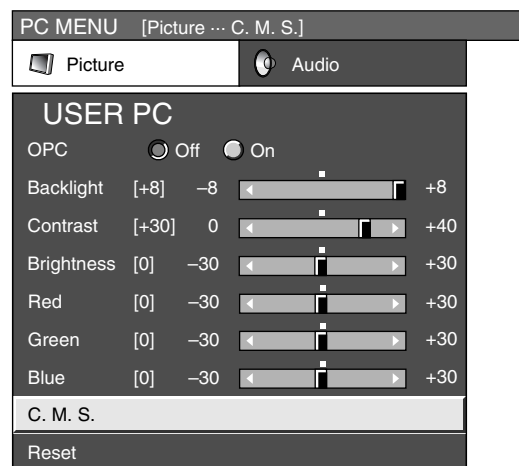 PC MENU [Picture ··· C. M. S.]
Picture Audio
USER PC
OPC Off On
Backlight [+8] –8 +8
Contrast [+30] 0 +40
Brightness [0] –30 +30
Red [0] –30 +30
Green [0] –30 +30
Blue [0] –30 +30
C. M. S.
Reset